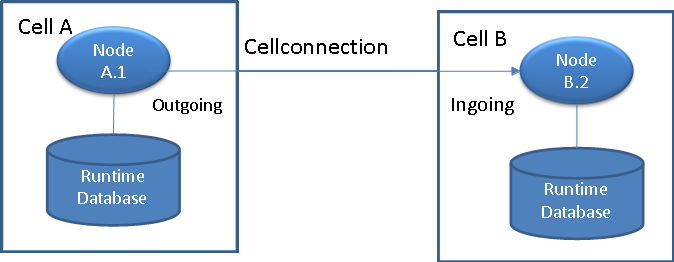 Cell A
Node
A.1
Outgoing
Runtime
Database
Cellconnection
Cell B
Node
B.2
Ingoing
Runtime
Database